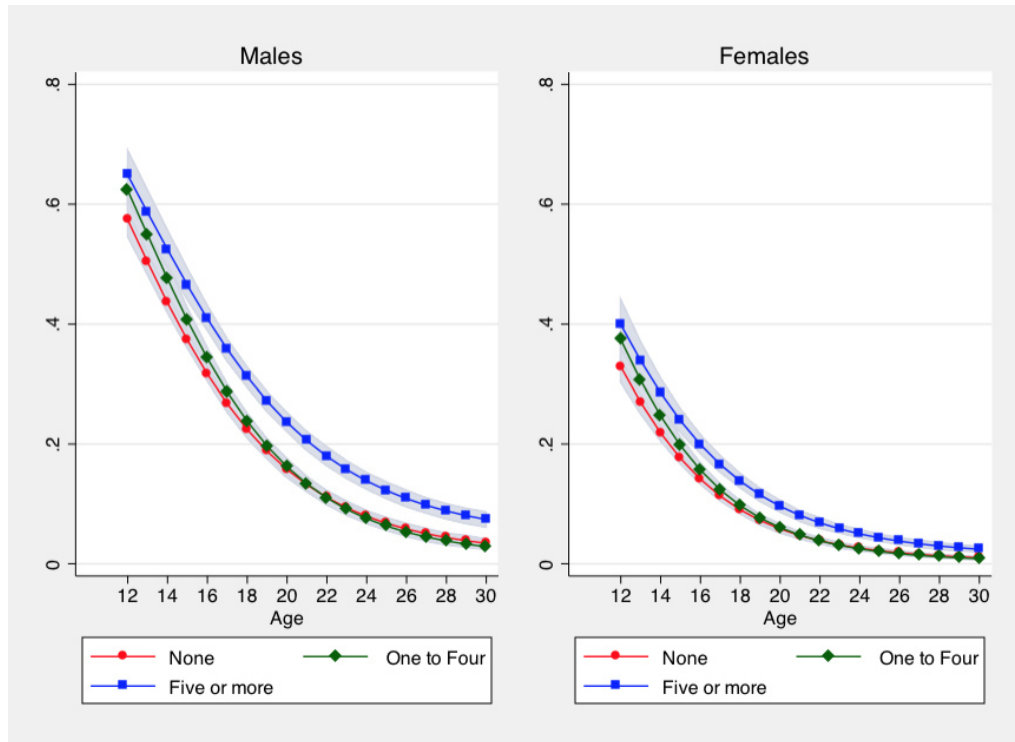 Males
.8
.6
.4
.2
0
12 14 16 18 20 22 24 26 28 30
Age
None
One to Four
Five or more
Females
.8
.6
.4
.2
0
12 14 16 18 20 22 24 26 28 30
Age
None
One to Four
Five or more